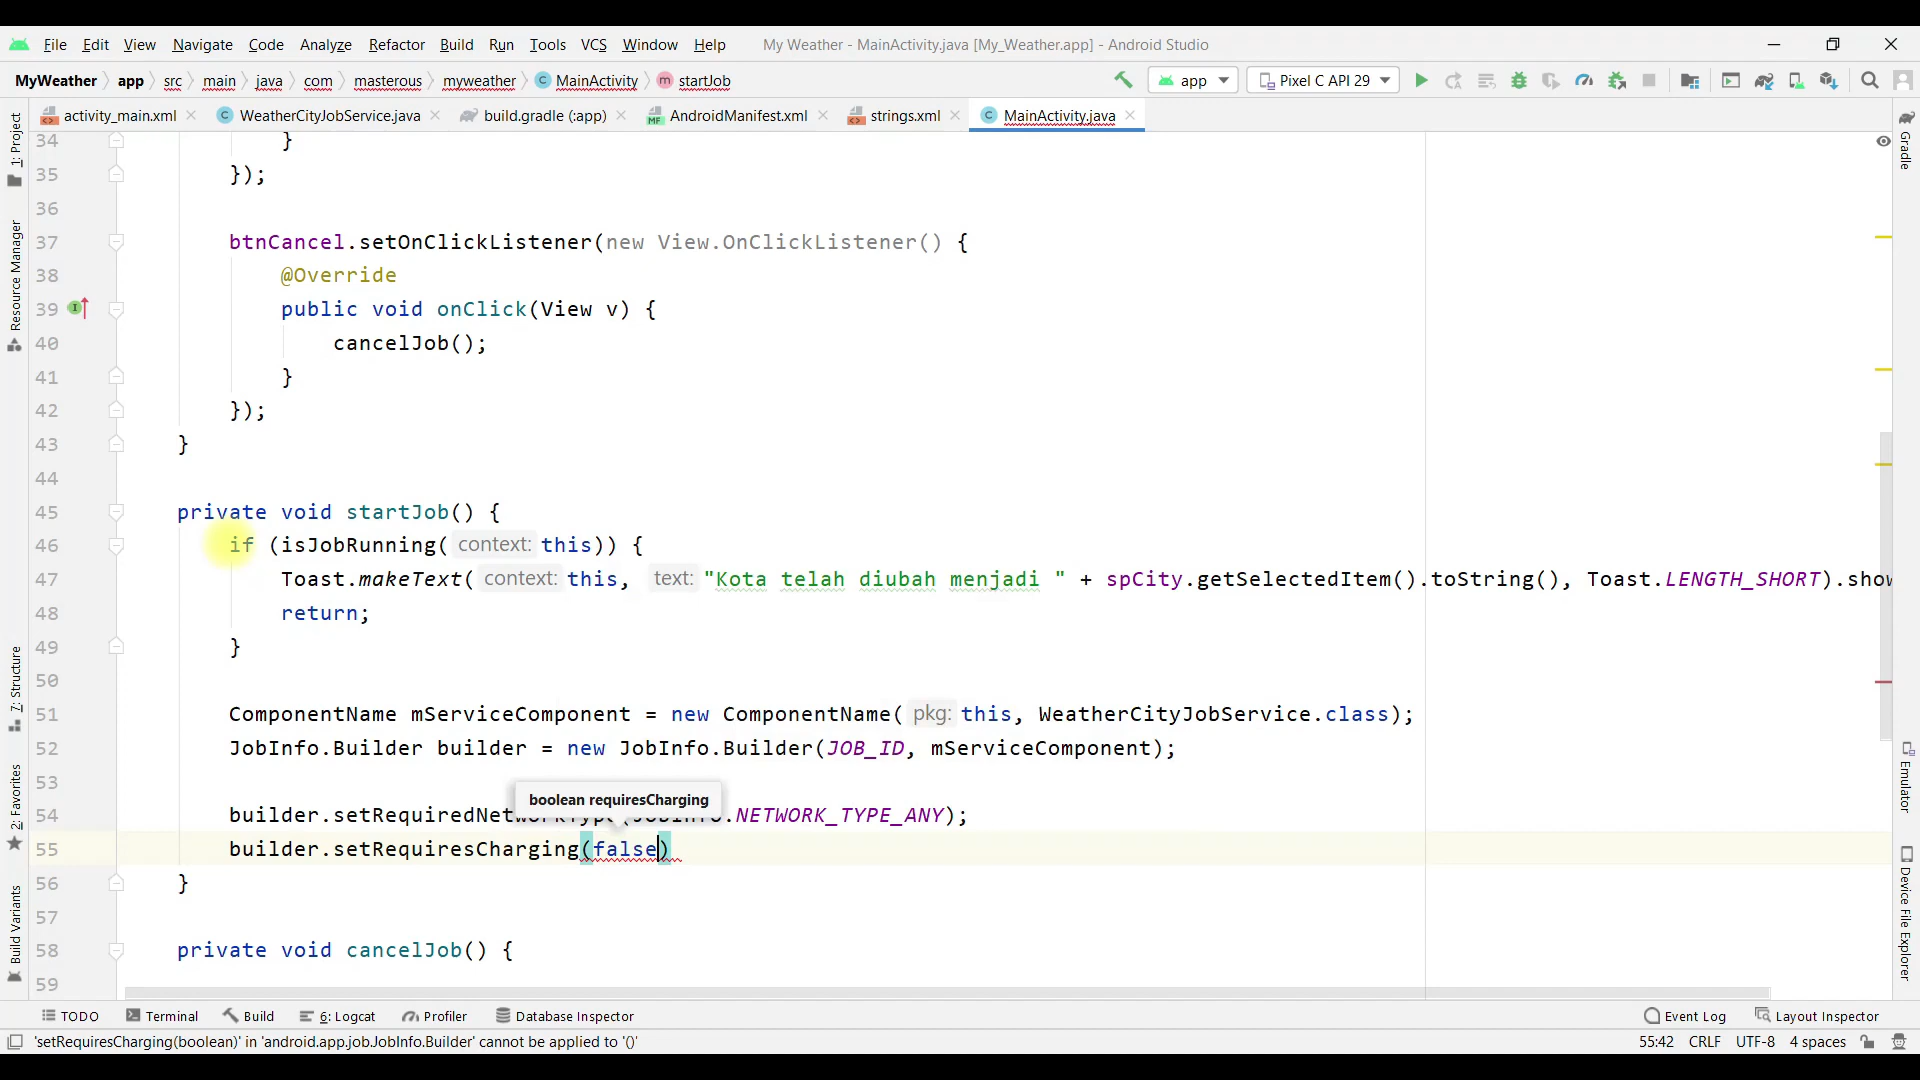 File Edit View Navigate Code Analyze Refactor Build Run Tools VCS Window Help My Weather - MainActivity.java [My_Weather.app] - Android Studio
MyWeather app src main java com masterous myweather C MainActivity m startJob app Pixel C API 29
activity_main.xml C WeatherCityJobService.java build.gradle (:app) MF AndroidManifest.xml strings.xml C MainActivity.java
1: Project
Resource Manager
7: Structure
2: Favorites
Build Variants
34 }
35 });
36
37 btnCancel.setOnClickListener(new View.OnClickListener() {
38 @Override
39 public void onClick(View v) {
40 cancelJob();
41 }
42 });
43 }
44
45 private void startJob() {
46 if (isJobRunning( context: this)) {
47 Toast.makeText( context: this, text: "Kota telah diubah menjadi " + spCity.getSelectedItem().toString(), Toast.LENGTH_SHORT).show
48 return;
49 }
50
51 ComponentName mServiceComponent = new ComponentName( pkg: this, WeatherCityJobService.class);
52 JobInfo.Builder builder = new JobInfo.Builder(JOB_ID, mServiceComponent);
53
boolean requiresCharging
54 builder.setRequiredNetworkType(JobInfo.NETWORK_TYPE_ANY);
55 builder.setRequiresCharging(false)
56 }
57
58 private void cancelJob() {
59
Gradle
Emulator
Device File Explorer
TODO Terminal Build 6: Logcat Profiler Database Inspector Event Log Layout Inspector
'setRequiresCharging(boolean)' in 'android.app.job.JobInfo.Builder' cannot be applied to '()' 55:42 CRLF UTF-8 4 spaces